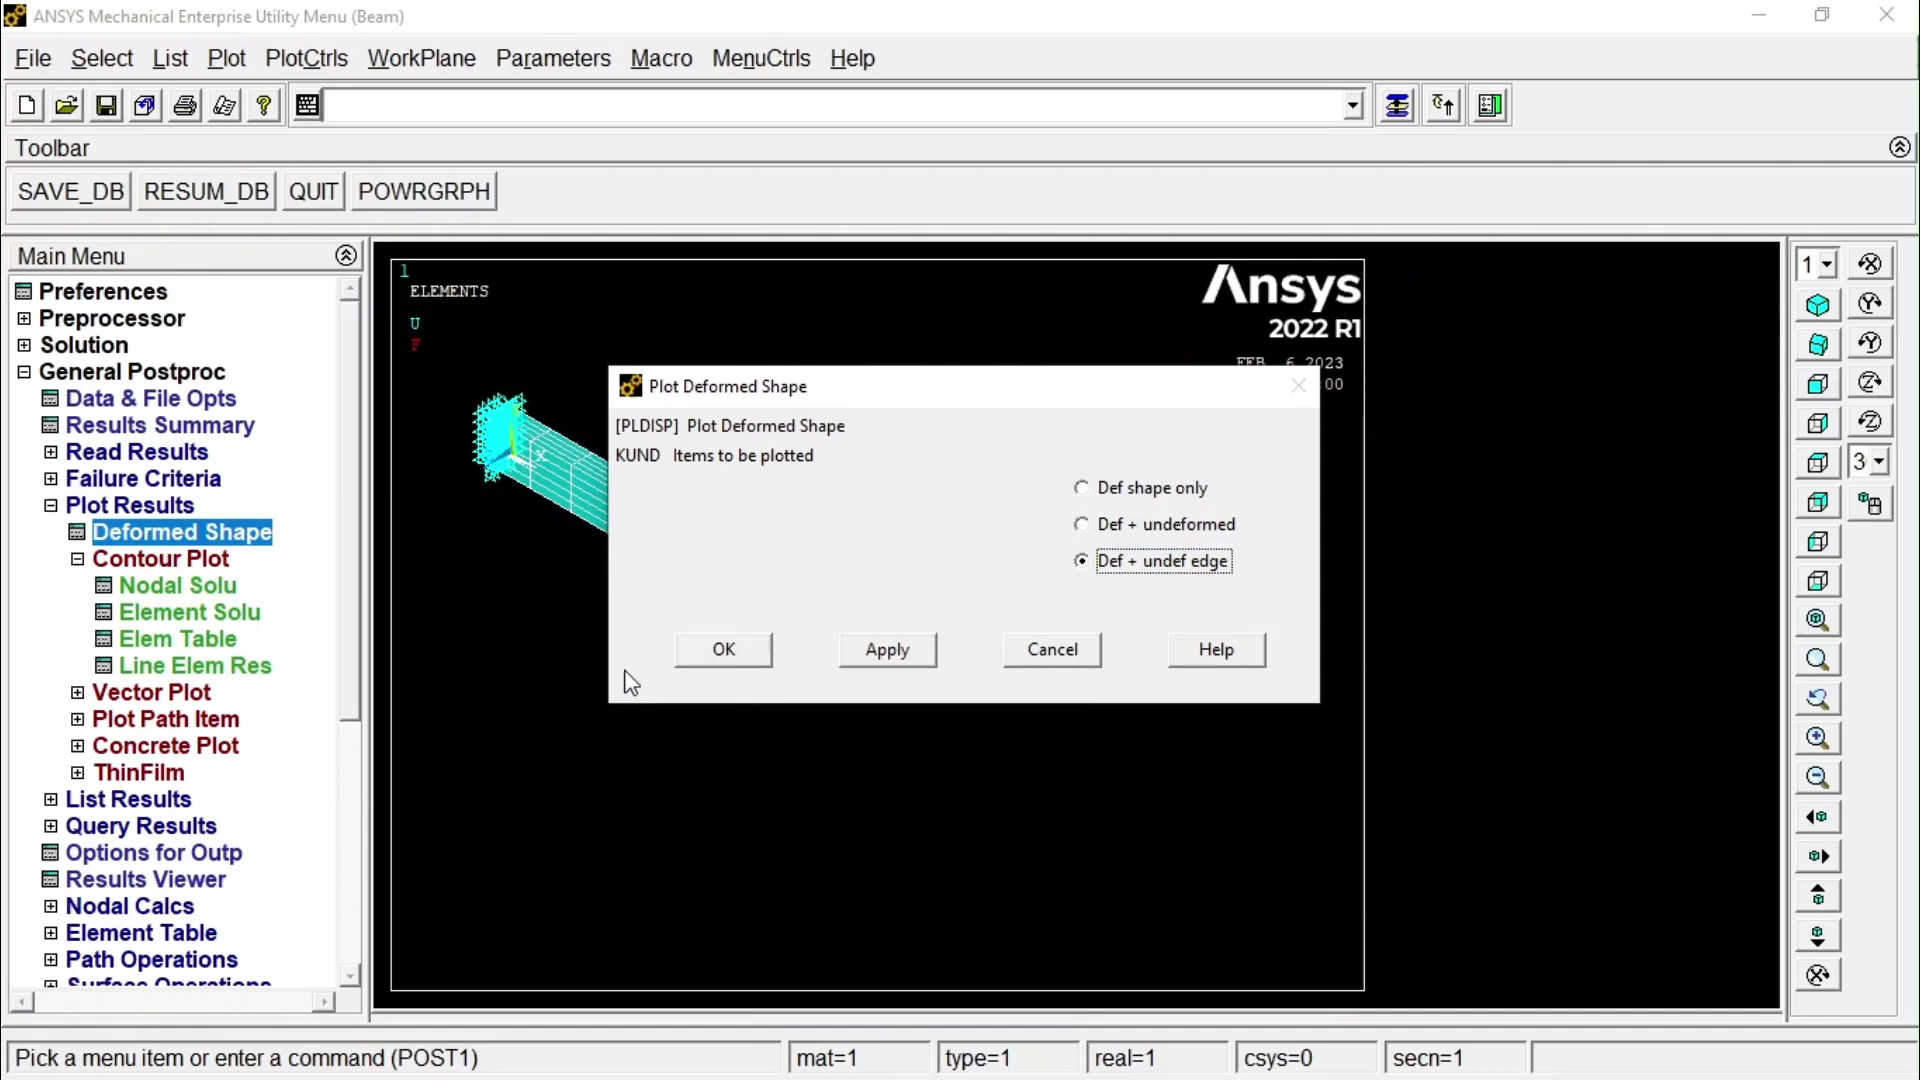 ANSYS Mechanical Enterprise Utility Menu (Beam)
File Select List Plot PlotCtrls WorkPlane Parameters Macro MenuCtrls Help
Toolbar
SAVE_DB RESUM_DB QUIT POWRGRPH
Main Menu
Preferences
Preprocessor
Solution
General Postproc
Data & File Opts
Results Summary
Read Results
Failure Criteria
Plot Results
Deformed Shape
Contour Plot
Nodal Solu
Element Solu
Elem Table
Line Elem Res
Vector Plot
Plot Path Item
Concrete Plot
ThinFilm
List Results
Query Results
Options for Outp
Results Viewer
Nodal Calcs
Element Table
Path Operations
Surface Operations
1
ELEMENTS
U
F
X
Ansys
2022 R1
FEB 6 2023
:00
Plot Deformed Shape
[PLDISP] Plot Deformed Shape
KUND Items to be plotted
Def shape only
Def + undeformed
Def + undef edge
OK Apply Cancel Help
1
3
Pick a menu item or enter a command (POST1)
mat=1 type=1 real=1 csys=0 secn=1